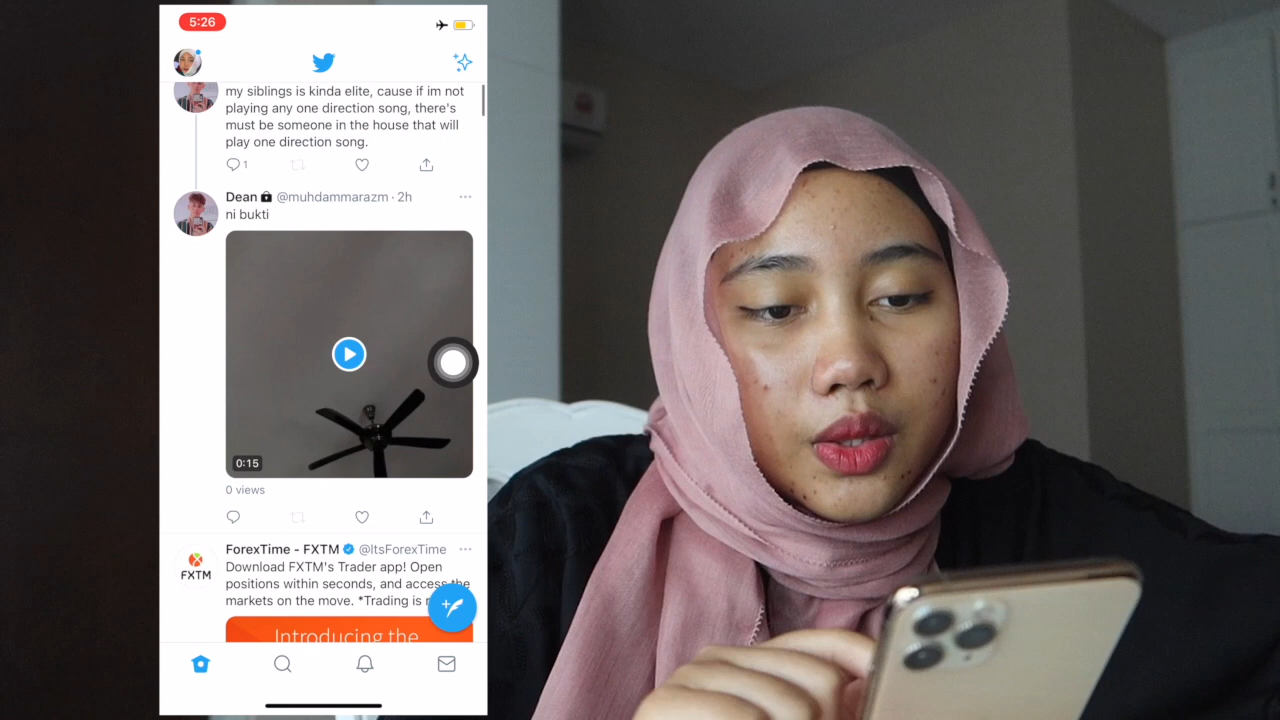 5:26
my siblings is kinda elite, cause if im not
playing any one direction song, there's
must be someone in the house that will
play one direction song.
1
Dean @muhdammarazm · 2h
ni bukti
0:15
0 views
ForexTime - FXTM @ItsForexTime
FXTM
Download FXTM's Trader app! Open
positions within seconds, and access the
markets on the move. *Trading is
Introducing the